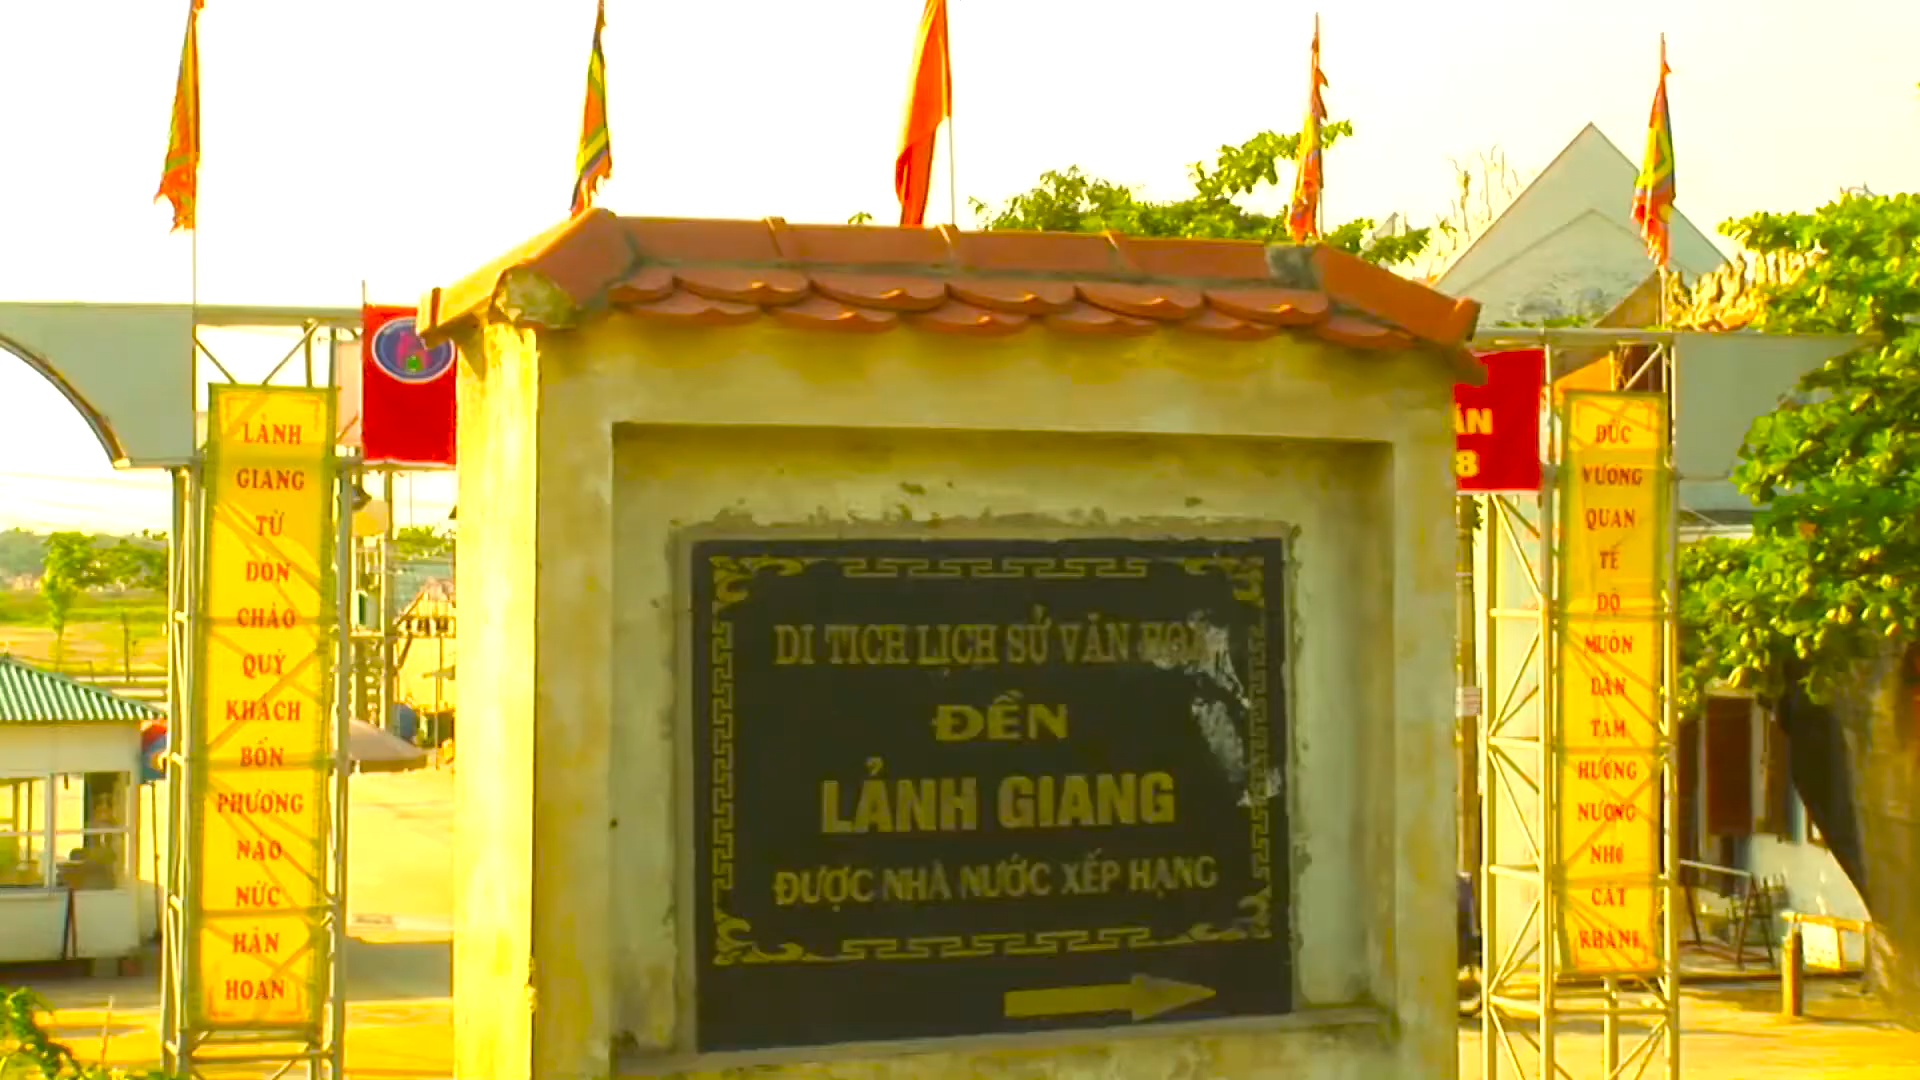 LẢNH
GIANG
TỪ
ĐÓN
CHÀO
QUÝ
KHÁCH
BỐN
PHƯƠNG
NÁO
NỨC
HÂN
HOAN
DI TICH LỊCH SỬ VĂN HOÁ
ĐỀN
LẢNH GIANG
ĐƯỢC NHÀ NƯỚC XẾP HẠNG
ĐỨC
VƯƠNG
QUAN
TẾ
ĐỘ
MUÔN
DÂN
TÂM
HƯƠNG
NƯƠNG
NHỜ
CÁT
KHÁNH